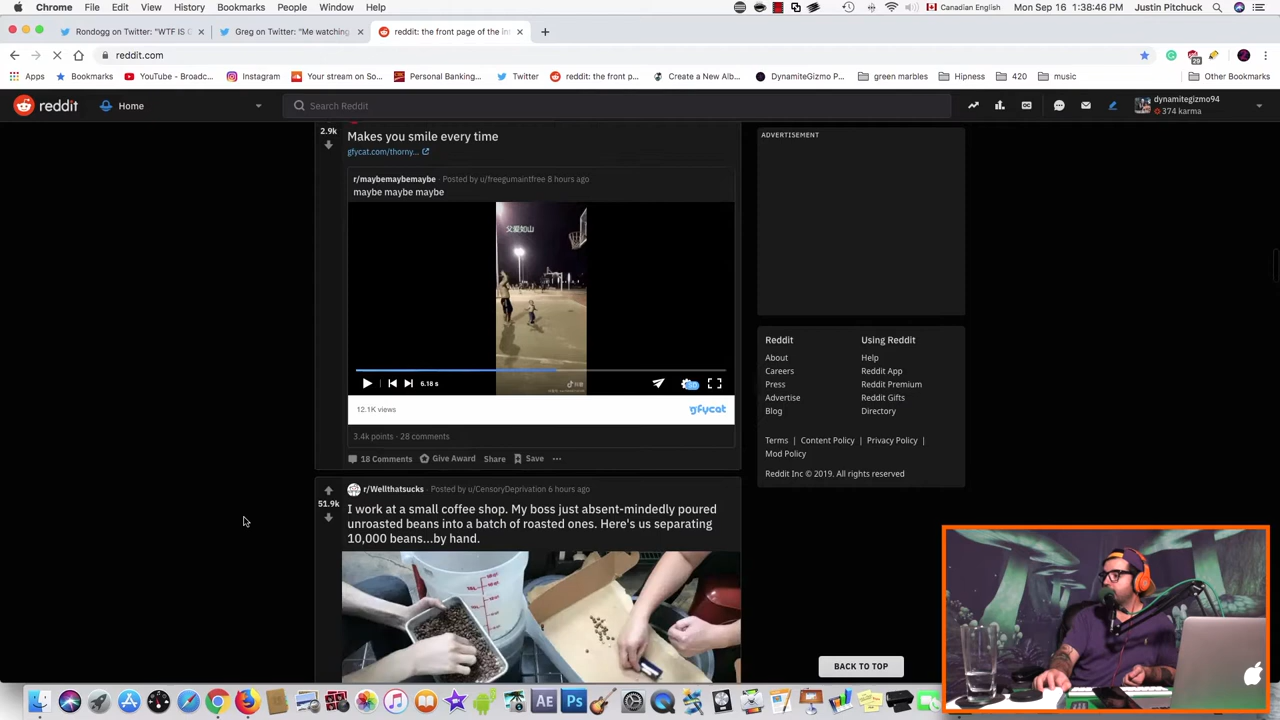 Chrome File Edit View History Bookmarks People Window Help
Canadian English Mon Sep 16 1:38:46 PM Justin Pitchuck
Rondogg on Twitter: "WTF IS G
Greg on Twitter: "Me watching
reddit: the front page of the in
reddit.com
29
Apps Bookmarks YouTube - Broadc... Instagram Your stream on So... Personal Banking... Twitter reddit: the front p... Create a New Alb... DynamiteGizmo P... green marbles Hipness 420 music Other Bookmarks
reddit Home Search Reddit dynamitegizmo94
374 karma
2.9k
Makes you smile every time
gfycat.com/thorny...
r/maybemaybemaybe · Posted by u/freegumaintfree 8 hours ago
maybe maybe maybe
父爱如山
6.18 s
12.1K views gfycat
3.4k points · 28 comments
18 Comments Give Award Share Save
51.9k
r/Wellthatsucks · Posted by u/CensoryDeprivation 6 hours ago
I work at a small coffee shop. My boss just absent-mindedly poured
unroasted beans into a batch of roasted ones. Here's us separating
10,000 beans...by hand.
ADVERTISEMENT
Reddit Using Reddit
About Help
Careers Reddit App
Press Reddit Premium
Advertise Reddit Gifts
Blog Directory
Terms | Content Policy | Privacy Policy |
Mod Policy
Reddit Inc © 2019. All rights reserved
BACK TO TOP
AE Ps